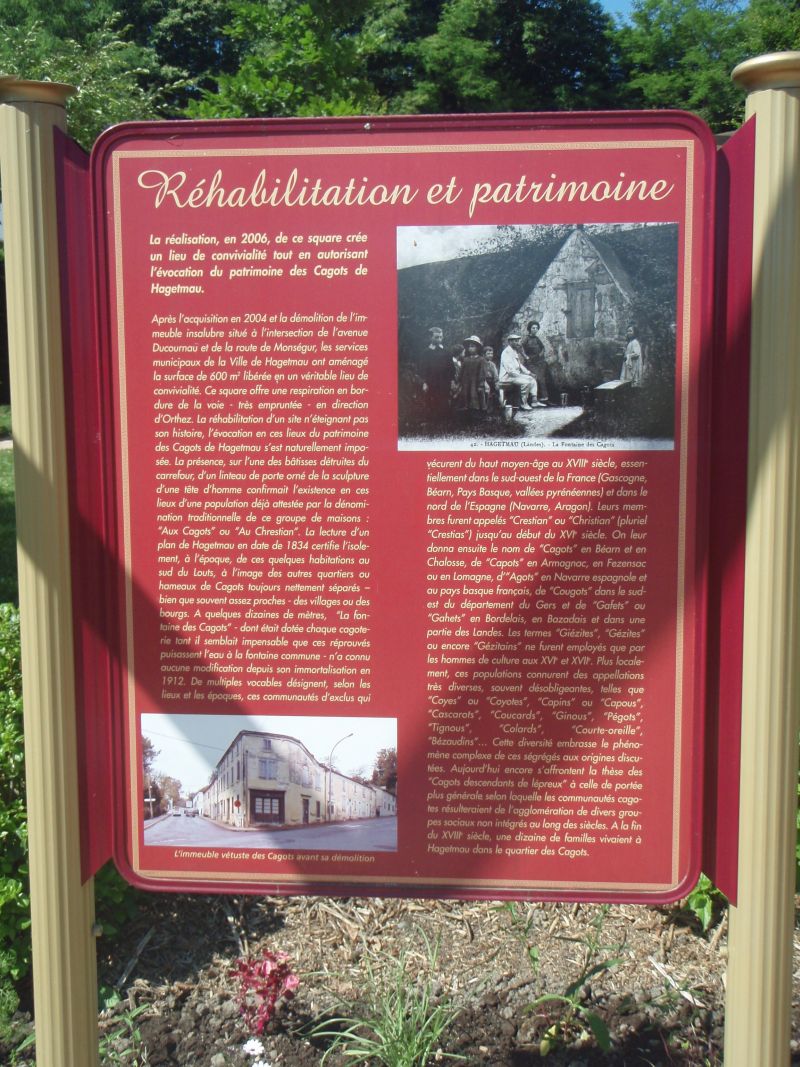 Réhabilitation et patrimoine
La réalisation, en 2006, de ce square crée
un lieu de convivialité tout en autorisant
l'évocation du patrimoine des Cagots de
Hagetmau.
Après l'acquisition en 2004 et la démolition de l'im-
meuble insalubre situé à l'intersection de l'avenue
Ducournau et de la route de Monségur, les services
municipaux de la Ville de Hagetmau ont aménagé
la surface de 600 m² libérée en un véritable lieu de
convivialité. Ce square offre une respiration en bor-
dure de la voie - très empruntée - en direction
d'Orthez. La réhabilitation d'un site n'éteignant pas
son histoire, l'évocation en ces lieux du patrimoine
des Cagots de Hagetmau s'est naturellement impo-
sée. La présence, sur l'une des bâtisses détruites du
carrefour, d'un linteau de porte orné de la sculpture
d'une tête d'homme confirmait l'existence en ces
lieux d'une population déjà attestée par la dénomi-
nation traditionnelle de ce groupe de maisons :
"Aux Cagots" ou "Au Chrestian". La lecture d'un
plan de Hagetmau en date de 1834 certifie l'isole-
ment, à l'époque, de ces quelques habitations au
sud du Louts, à l'image des autres quartiers ou
hameaux de Cagots toujours nettement séparés –
bien que souvent assez proches - des villages ou des
bourgs. A quelques dizaines de mètres, "La fon-
taine des Cagots" - dont était dotée chaque cagote-
rie tant il semblait impensable que ces réprouvés
puisassent l'eau à la fontaine commune - n'a connu
aucune modification depuis son immortalisation en
1912. De multiples vocables désignent, selon les
lieux et les époques, ces communautés d'exclus qui
L'immeuble vétuste des Cagots avant sa démolition
42. - HAGETMAU (Landes). - La Fontaine des Cagots
vécurent du haut moyen-âge au XVIIIᵉ siècle, essen-
tiellement dans le sud-ouest de la France (Gascogne,
Béarn, Pays Basque, vallées pyrénéennes) et dans le
nord de l'Espagne (Navarre, Aragon). Leurs mem-
bres furent appelés "Crestian" ou "Christian" (pluriel
"Crestias") jusqu'au début du XVIᵉ siècle. On leur
donna ensuite le nom de "Cagots" en Béarn et en
Chalosse, de "Capots" en Armagnac, en Fezensac
ou en Lomagne, d'"Agots" en Navarre espagnole et
au pays basque français, de "Cougots" dans le sud-
est du département du Gers et de "Gafets" ou
"Gahets" en Bordelais, en Bazadais et dans une
partie des Landes. Les termes "Giézites", "Gézites"
ou encore "Gézitains" ne furent employés que par
les hommes de culture aux XVIᵉ et XVIIᵉ. Plus locale-
ment, ces populations connurent des appellations
très diverses, souvent désobligeantes, telles que
"Coyes" ou "Coyotes", "Capins" ou "Capous",
"Cascarots", "Coucards", "Ginous", "Pégots",
"Tignous", "Colards", "Courte-oreille",
"Bézaudins"... Cette diversité embrasse le phéno-
mène complexe de ces ségrégés aux origines discu-
tées. Aujourd'hui encore s'affrontent la thèse des
"Cagots descendants de lépreux" à celle de portée
plus générale selon laquelle les communautés cago-
tes résulteraient de l'agglomération de divers grou-
pes sociaux non intégrés au long des siècles. A la fin
du XVIIIᵉ siècle, une dizaine de familles vivaient à
Hagetmau dans le quartier des Cagots.